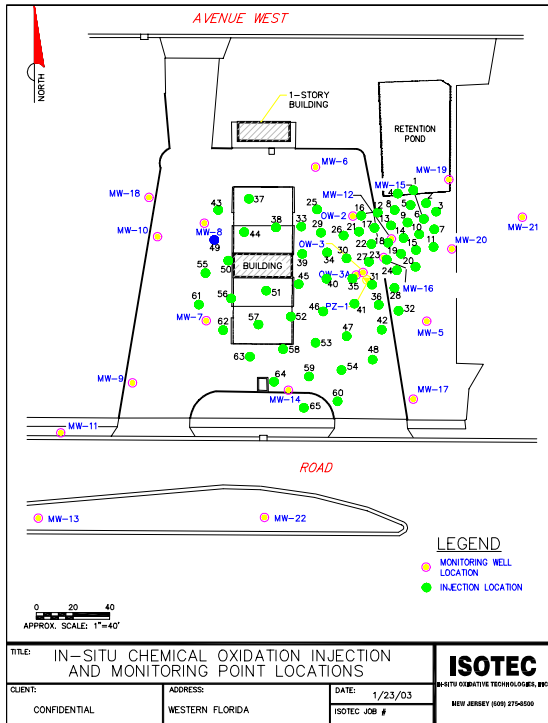 AVENUE WEST
NORTH
1-STORY
BUILDING
RETENTION
POND
MW-6
MW-19
MW-15
1
MW-12
4
2
MW-18
37
3
43
25
OW-2
16
12
8
5
6
MW-21
MW-8
38
33
13
9
7
MW-10
44
29
26
21
17
14
10
49
OW-3
22
18
19
15
11
MW-20
50
BUILDING
39
34
30
27
23
20
55
OW-3A
24
45
40
35
31
MW-16
56
51
28
61
46
PZ-1
41
36
32
MW-7
62
57
52
42
MW-5
47
53
63
58
48
59
54
MW-9
64
MW-14
60
MW-17
65
MW-11
ROAD
MW-13
MW-22
LEGEND
MONITORING WELL
LOCATION
INJECTION LOCATION
0 20 40
APPROX. SCALE: 1"=40'
TITLE: IN-SITU CHEMICAL OXIDATION INJECTION
AND MONITORING POINT LOCATIONS
CLIENT:
CONFIDENTIAL
ADDRESS:
WESTERN FLORIDA
DATE: 1/23/03
ISOTEC JOB #
ISOTEC
IN-SITU OXIDATIVE TECHNOLOGIES, INC
NEW JERSEY (609) 275-8500